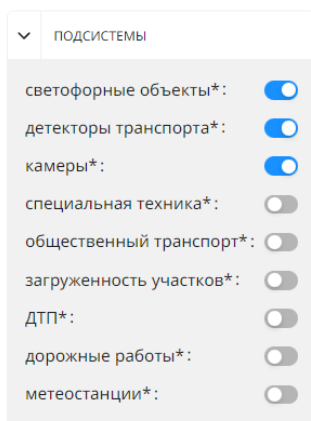 ПОДСИСТЕМЫ
светофорные объекты*:
детекторы транспорта*:
камеры*:
специальная техника*:
общественный транспорт*:
загруженность участков*:
ДТП*:
дорожные работы*:
метеостанции*: